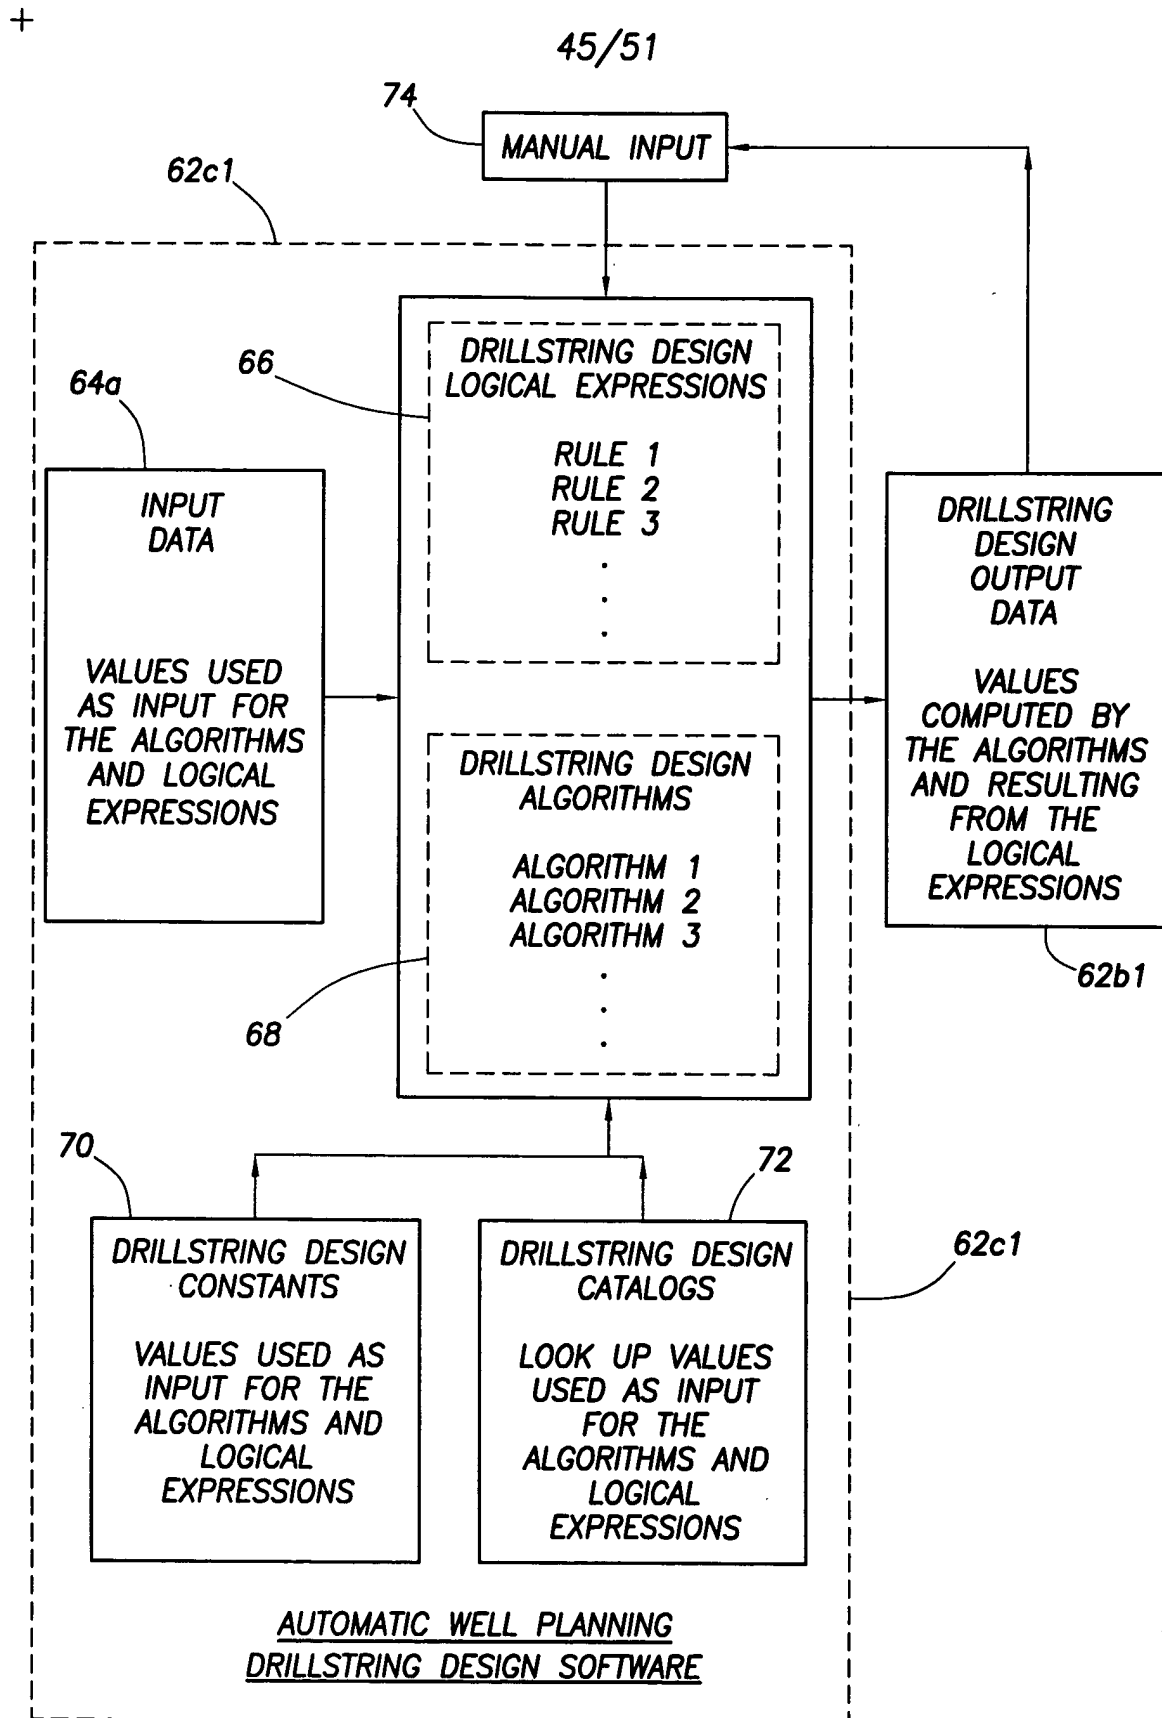 45/51
74
MANUAL INPUT
62c1
66
DRILLSTRING DESIGN
LOGICAL EXPRESSIONS
RULE 1
RULE 2
RULE 3
.
.
.
64a
INPUT
DATA
VALUES USED
AS INPUT FOR
THE ALGORITHMS
AND LOGICAL
EXPRESSIONS
DRILLSTRING DESIGN
ALGORITHMS
ALGORITHM 1
ALGORITHM 2
ALGORITHM 3
.
.
.
68
DRILLSTRING
DESIGN
OUTPUT
DATA
VALUES
COMPUTED BY
THE ALGORITHMS
AND RESULTING
FROM THE
LOGICAL
EXPRESSIONS
62b1
70
DRILLSTRING DESIGN
CONSTANTS
VALUES USED AS
INPUT FOR THE
ALGORITHMS AND
LOGICAL
EXPRESSIONS
72
DRILLSTRING DESIGN
CATALOGS
LOOK UP VALUES
USED AS INPUT
FOR THE
ALGORITHMS AND
LOGICAL
EXPRESSIONS
62c1
AUTOMATIC WELL PLANNING
DRILLSTRING DESIGN SOFTWARE